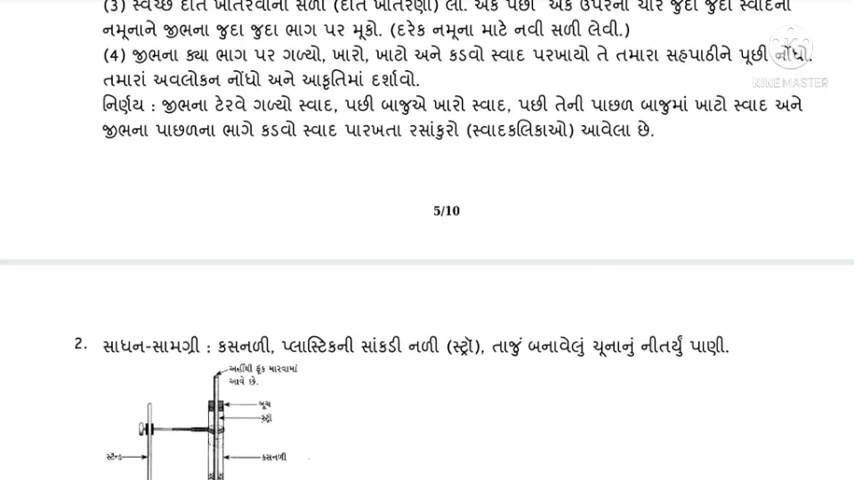 (3) સ્વચ્છ દાંત ખોતરવાની સળી (દાંત ખોતરણી) લો. એક પછી એક ઉપરના ચાર જુદા જુદા સ્વાદના
નમૂનાને જીભના જુદા જુદા ભાગ પર મૂકો. (દરેક નમૂના માટે નવી સળી લેવી.)
(4) જીભના ક્યા ભાગ પર ગળ્યો, ખારો, ખાટો અને કડવો સ્વાદ પરખાયો તે તમારા સહપાઠીને પૂછી નોંધો.
તમારાં અવલોકન નોંધો અને આકૃતિમાં દર્શાવો.
નિર્ણય : જીભના ટેરવે ગળ્યો સ્વાદ, પછી બાજુએ ખારો સ્વાદ, પછી તેની પાછળ બાજુમાં ખાટો સ્વાદ અને
જીભના પાછળના ભાગે કડવો સ્વાદ પારખતા રસાંકુરો (સ્વાદકલિકાઓ) આવેલા છે.
KINEMASTER
5/10
2. સાધન-સામગ્રી : કસનળી, પ્લાસ્ટિકની સાંકડી નળી (સ્ટ્રૉ), તાજું બનાવેલું ચૂનાનું નીતર્યું પાણી.
અહીંથી ફૂંક મારવામાં
આવે છે.
બૂચ
સ્ટ્રૉ
સ્ટૅન્ડ
કસનળી